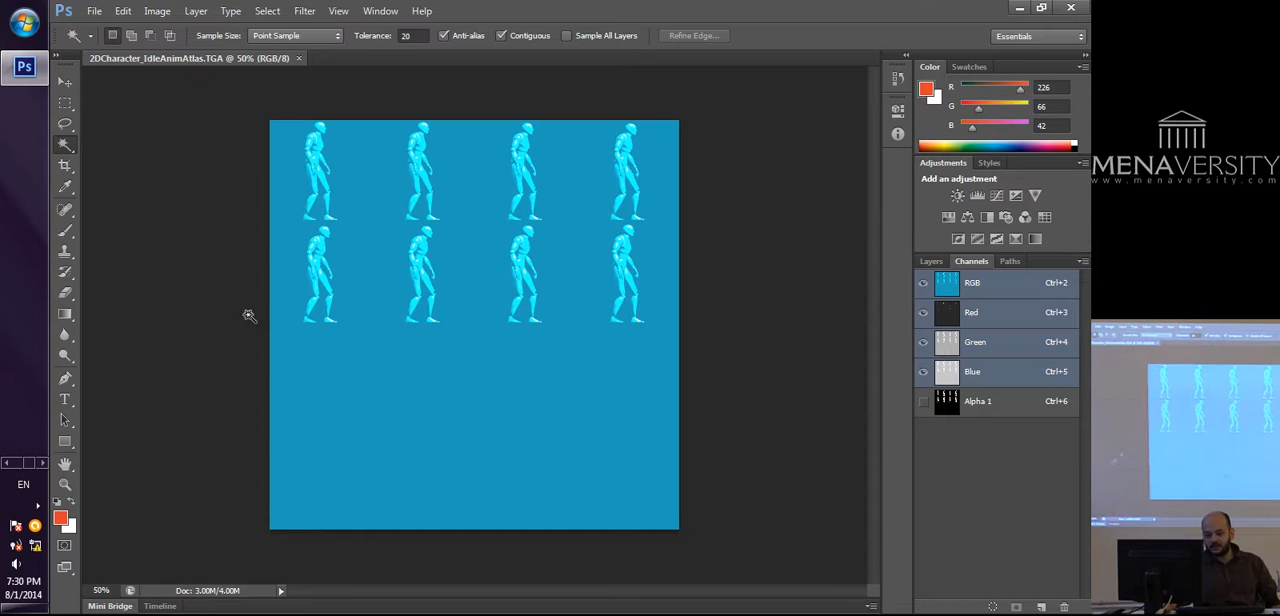 Ps File Edit Image Layer Type Select Filter 3D View Window Help
Sample Size: Point Sample Tolerance: 20 Anti-alias Contiguous Sample All Layers Refine Edge... Essentials
2DCharacter_IdleAnimAtlas.TGA @ 50% (RGB/8)
Ps
Color Swatches
R 226
G 66
B 42
Adjustments Styles
Add an adjustment
Layers Channels Paths
RGB Ctrl+2
Red Ctrl+3
Green Ctrl+4
Blue Ctrl+5
Alpha 1 Ctrl+6
MENAVERSITY
www.menaversity.com
T
EN
7:30 PM
8/1/2014
50% Doc: 3.00M/4.00M
Mini Bridge Timeline